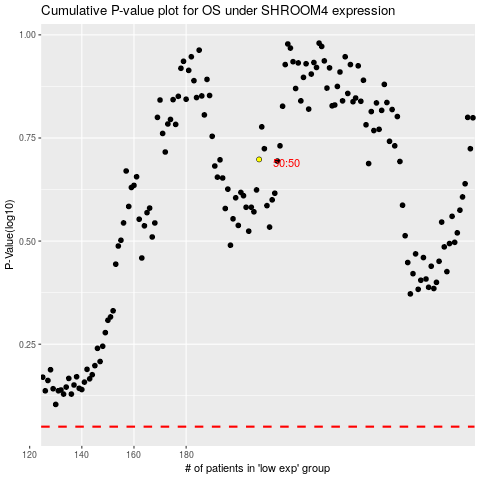 Cumulative P-value plot for OS under SHROOM4 expression
P-Value(log10)
1.00
0.75
0.50
0.25
50:50
120 140 160 180
# of patients in 'low exp' group